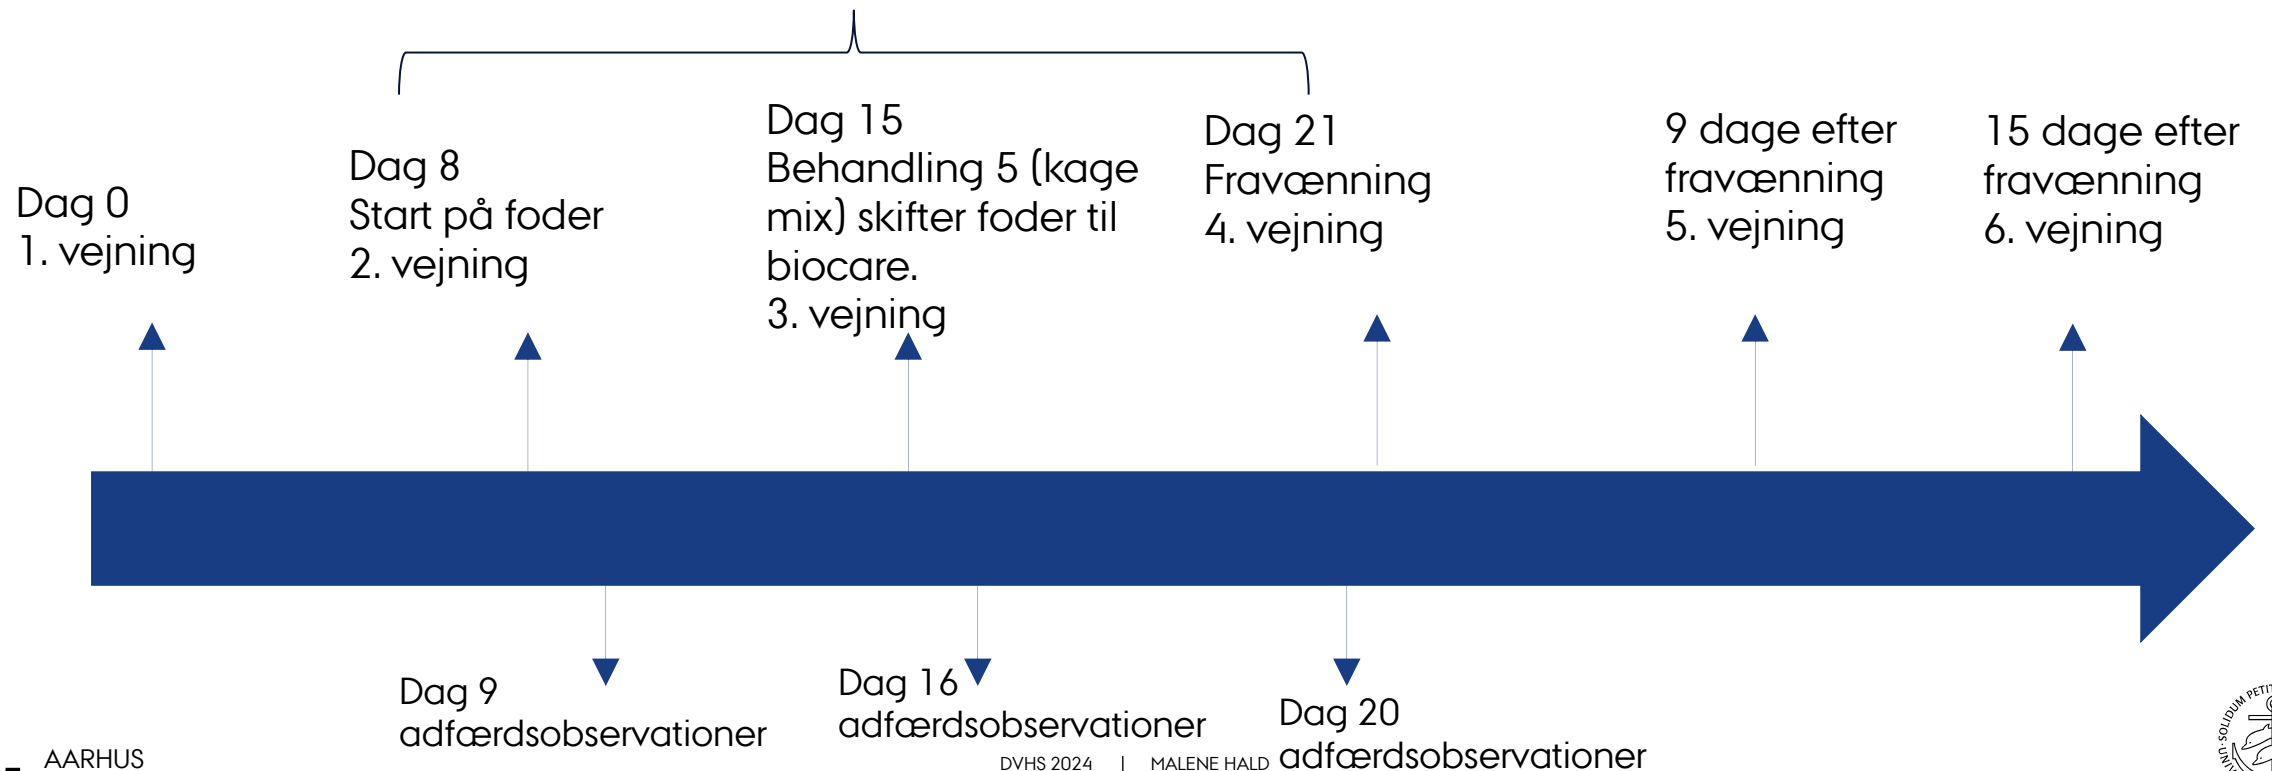 Dag 0
1. vejning
Dag 8
Start på foder
2. vejning
Dag 15
Behandling 5 (kage
mix) skifter foder til
biocare.
3. vejning
Dag 21
Fravænning
4. vejning
9 dage efter
fravænning
5. vejning
15 dage efter
fravænning
6. vejning
Dag 9
adfærdsobservationer
Dag 16
adfærdsobservationer
Dag 20
adfærdsobservationer
AARHUS
DVHS 2024 | MALENE HALD
SOLIDUM PETIT